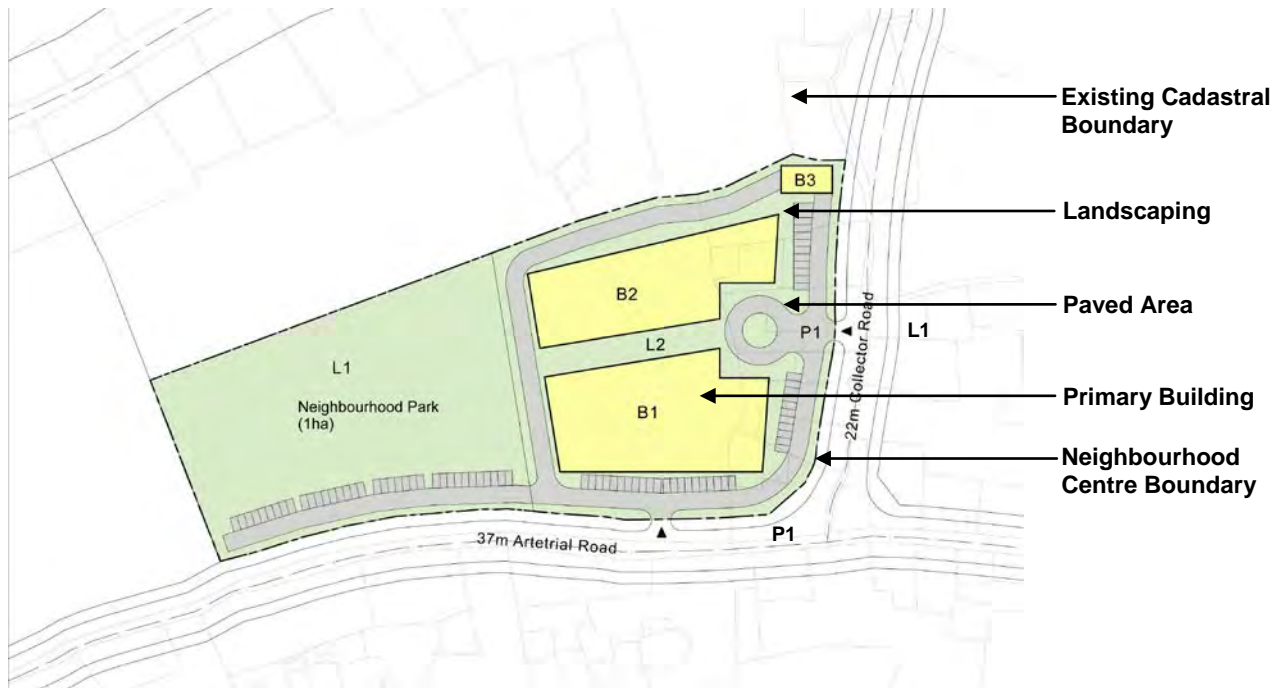 Existing Cadastral
Boundary
B3
Landscaping
B2
Paved Area
P1
L1
L2
22m Collector Road
L1
Neighbourhood Park
(1ha)
B1
Primary Building
Neighbourhood
Centre Boundary
37m Artetrial Road
P1